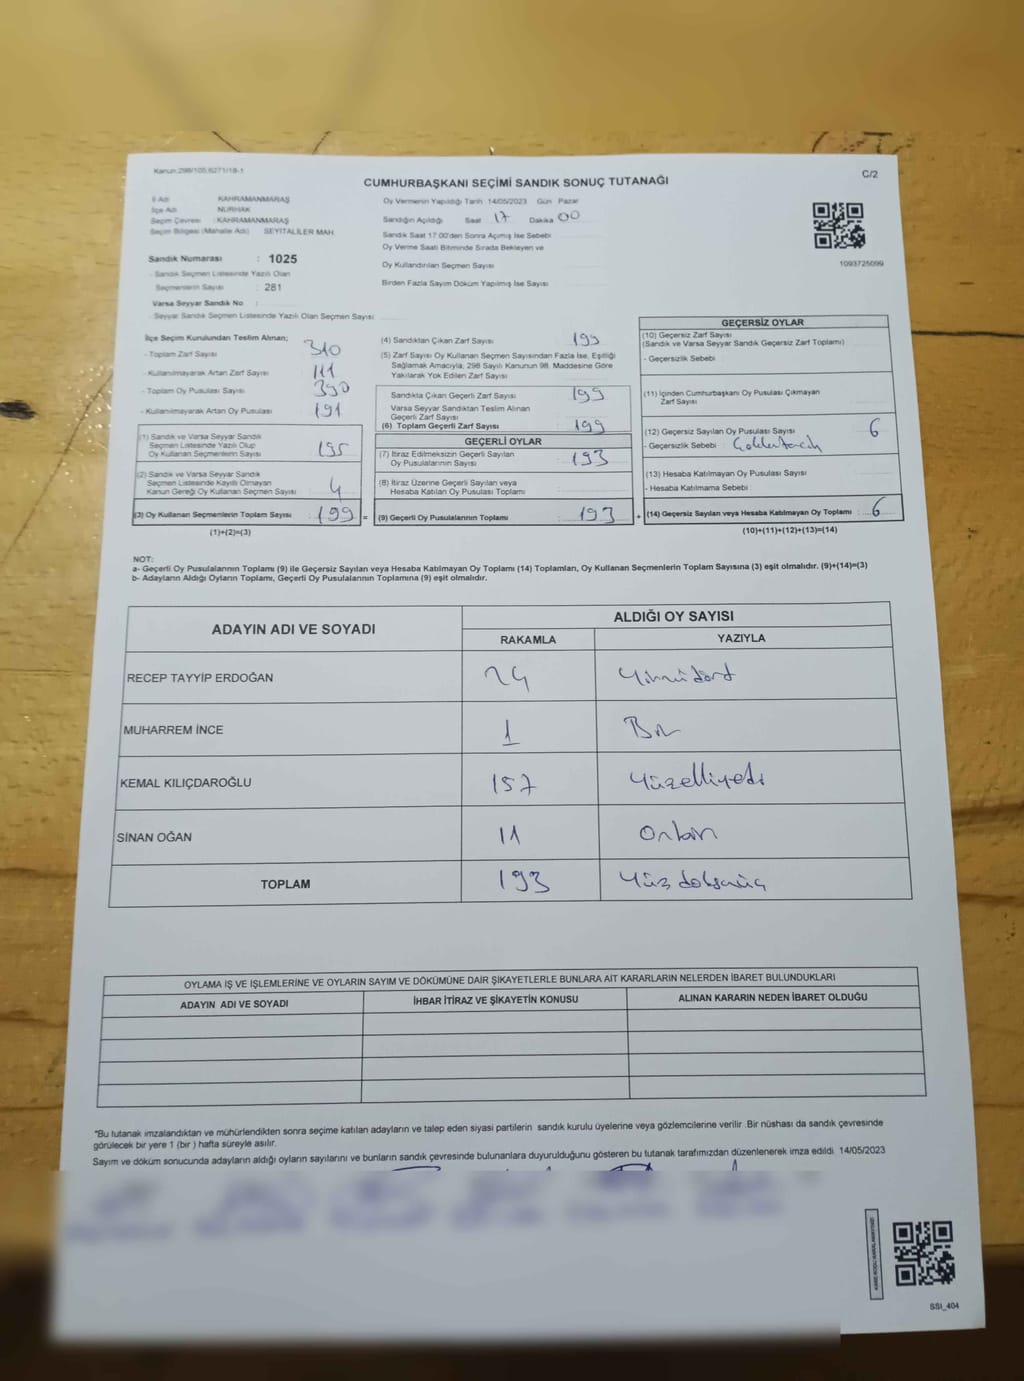 Kanun:298/105;6271/18-1
C/2
CUMHURBAŞKANI SEÇİMİ SANDIK SONUÇ TUTANAĞI
İl Adı KAHRAMANMARAŞ
İlçe Adı NURHAK
Seçim Çevresi : KAHRAMANMARAŞ
Seçim Bölgesi (Mahalle Adı) SEYİTALİLER MAH.
Sandık Numarası : 1025
- Sandık Seçmen Listesinde Yazılı Olan
Seçmenlerin Sayısı : 281
Varsa Seyyar Sandık No :
- Seyyar Sandık Seçmen Listesinde Yazılı Olan Seçmen Sayısı
Oy Vermenin Yapıldığı Tarih 14/05/2023 Gün Pazar
Sandığın Açıldığı Saat 17 Dakika 00
Sandık Saat 17.00'den Sonra Açımış İse Sebebi
Oy Verme Saati Bitiminde Sırada Bekleyen ve
Oy Kullandırılan Seçmen Sayısı
Birden Fazla Sayım Döküm Yapılmış İse Sayısı
1093725099
İlçe Seçim Kurulundan Teslim Alınan;
- Toplam Zarf Sayısı 310
- Kullanılmayarak Artan Zarf Sayısı 111
- Toplam Oy Pusulası Sayısı 390
- Kullanılmayarak Artan Oy Pusulası 191
(1) Sandık ve Varsa Seyyar Sandık
Seçmen Listesinde Yazılı Olup
Oy Kullanan Seçmenlerin Sayısı 195
(2) Sandık ve Varsa Seyyar Sandık
Seçmen Listesinde Kayıtlı Olmayan
Kanun Gereği Oy Kullanan Seçmen Sayısı 4
(3) Oy Kullanan Seçmenlerin Toplam Sayısı : 199 =
(1)+(2)=(3)
(4) Sandıktan Çıkan Zarf Sayısı 199
(5) Zarf Sayısı Oy Kullanan Seçmen Sayısından Fazla İse, Eşitliği
Sağlamak Amacıyla; 298 Sayılı Kanunun 98. Maddesine Göre
Yakılarak Yok Edilen Zarf Sayısı
Sandıkta Çıkan Geçerli Zarf Sayısı 199
Varsa Seyyar Sandıktan Teslim Alınan
Geçerli Zarf Sayısı
(6) Toplam Geçerli Zarf Sayısı 199
GEÇERLİ OYLAR
(7) İtiraz Edilmeksizin Geçerli Sayılan
Oy Pusulalarının Sayısı 193
(8) İtiraz Üzerine Geçerli Sayılan veya
Hesaba Katılan Oy Pusulası Toplamı
(9) Geçerli Oy Pusulalarının Toplamı : 193 +
GEÇERSİZ OYLAR
(10) Geçersiz Zarf Sayısı
(Sandık ve Varsa Seyyar Sandık Geçersiz Zarf Toplamı)
- Geçersizlik Sebebi
(11) İçinden Cumhurbaşkanı Oy Pusulası Çıkmayan
Zarf Sayısı
(12) Geçersiz Sayılan Oy Pusulası Sayısı 6
- Geçersizlik Sebebi :
(13) Hesaba Katılmayan Oy Pusulası Sayısı
- Hesaba Katılmama Sebebi :
(14) Geçersiz Sayılan veya Hesaba Katılmayan Oy Toplamı : 6
(10)+(11)+(12)+(13)=(14)
NOT:
a- Geçerli Oy Pusulalarının Toplamı (9) ile Geçersiz Sayılan veya Hesaba Katılmayan Oy Toplamı (14) Toplamları, Oy Kullanan Seçmenlerin Toplam Sayısına (3) eşit olmalıdır. (9)+(14)=(3)
b- Adayların Aldığı Oyların Toplamı, Geçerli Oy Pusulalarının Toplamına (9) eşit olmalıdır.
ADAYIN ADI VE SOYADI ALDIĞI OY SAYISI
RAKAMLA YAZIYLA
RECEP TAYYİP ERDOĞAN 24 Yirmidört
MUHARREM İNCE 1 Bir
KEMAL KILIÇDAROĞLU 157 Yüzelliyedi
SİNAN OĞAN 11 Onbir
TOPLAM 193 Yüz doksanüç
OYLAMA İŞ VE İŞLEMLERİNE VE OYLARIN SAYIM VE DÖKÜMÜNE DAİR ŞİKAYETLERLE BUNLARA AİT KARARLARIN NELERDEN İBARET BULUNDUKLARI
ADAYIN ADI VE SOYADI İHBAR İTİRAZ VE ŞİKAYETİN KONUSU ALINAN KARARIN NEDEN İBARET OLDUĞU
"Bu tutanak imzalandıktan ve mühürlendikten sonra seçime katılan adayların ve talep eden siyasi partilerin sandık kurulu üyelerine veya gözlemcilerine verilir .Bir nüshası da sandık çevresinde
görülecek bir yere 1 (bir ) hafta süreyle asılır.
Sayım ve döküm sonucunda adayların aldığı oyların sayılarını ve bunların sandık çevresinde bulunanlara duyurulduğunu gösteren bu tutanak tarafımızdan düzenlenerek imza edildi. 14/05/2023
SSI_404